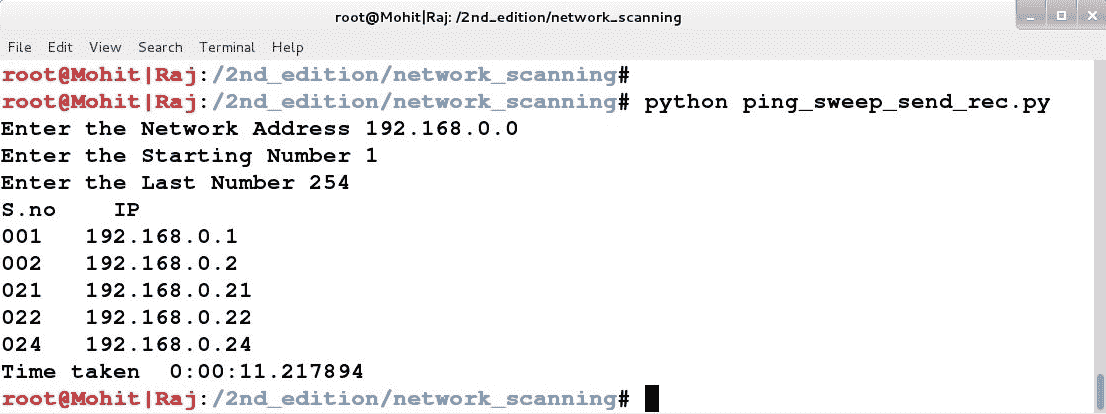 root@Mohit|Raj: /2nd_edition/network_scanning
File Edit View Search Terminal Help
root@Mohit|Raj:/2nd_edition/network_scanning#
root@Mohit|Raj:/2nd_edition/network_scanning# python ping_sweep_send_rec.py
Enter the Network Address 192.168.0.0
Enter the Starting Number 1
Enter the Last Number 254
S.no    IP
001   192.168.0.1
002   192.168.0.2
021   192.168.0.21
022   192.168.0.22
024   192.168.0.24
Time taken  0:00:11.217894
root@Mohit|Raj:/2nd_edition/network_scanning#